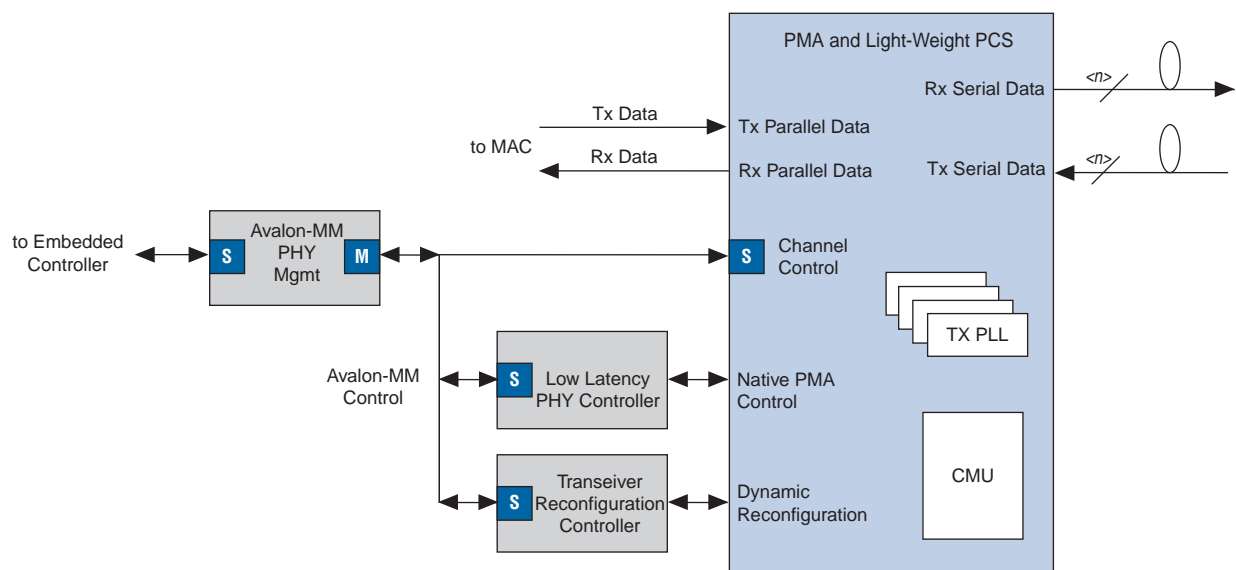 PMA and Light-Weight PCS
<n>
Rx Serial Data
Tx Data
Tx Parallel Data
to MAC
Rx Data
Rx Parallel Data
<n>
Tx Serial Data
to Embedded
Controller
S
Avalon-MM
PHY
Mgmt
M
S
Channel
Control
TX PLL
Avalon-MM
Control
S
Low Latency
PHY Controller
Native PMA
Control
CMU
S
Transeiver
Reconfiguration
Controller
Dynamic
Reconfiguration